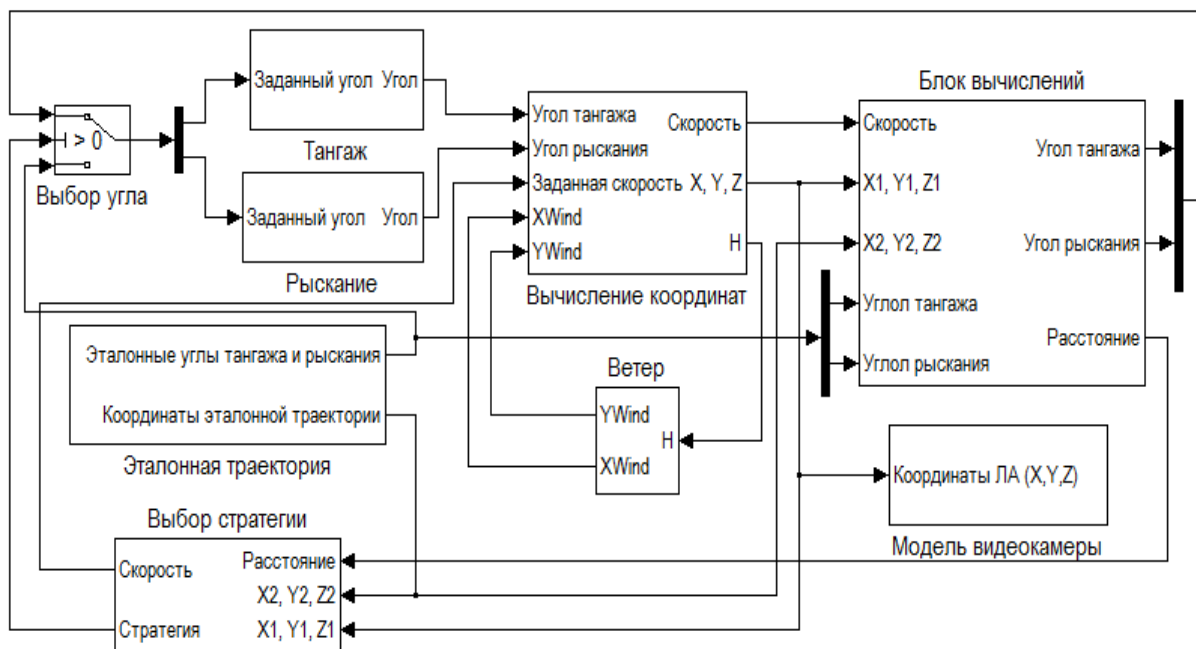 > 0
Выбор угла
Заданный угол Угол
Тангаж
Заданный угол Угол
Рыскание
Угол тангажа
Скорость
Угол рыскания
Заданная скорость X, Y, Z
XWind
YWind
H
Вычисление координат
Блок вычислений
Скорость
Угол тангажа
X1, Y1, Z1
X2, Y2, Z2
Угол рыскания
Углол тангажа
Расстояние
Углол рыскания
Эталонные углы тангажа и рыскания
Координаты эталонной траектории
Эталонная траектория
Ветер
YWind
H
XWind
Координаты ЛА (X,Y,Z)
Модель видеокамеры
Выбор стратегии
Расстояние
Скорость
X2, Y2, Z2
Стратегия
X1, Y1, Z1